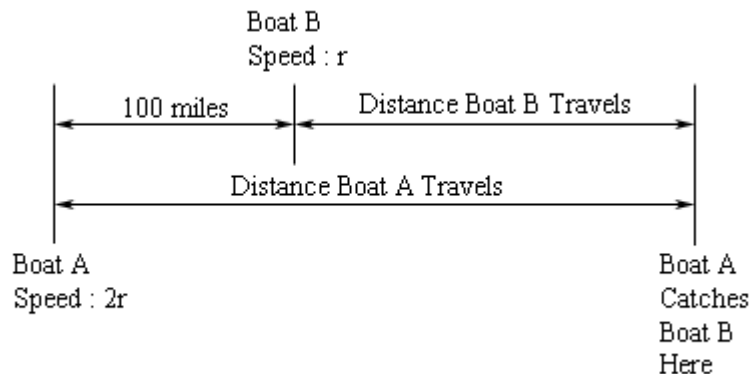 Boat B
Speed : r
100 miles
Distance Boat B Travels
Distance Boat A Travels
Boat A
Speed : 2r
Boat A
Catches
Boat B
Here